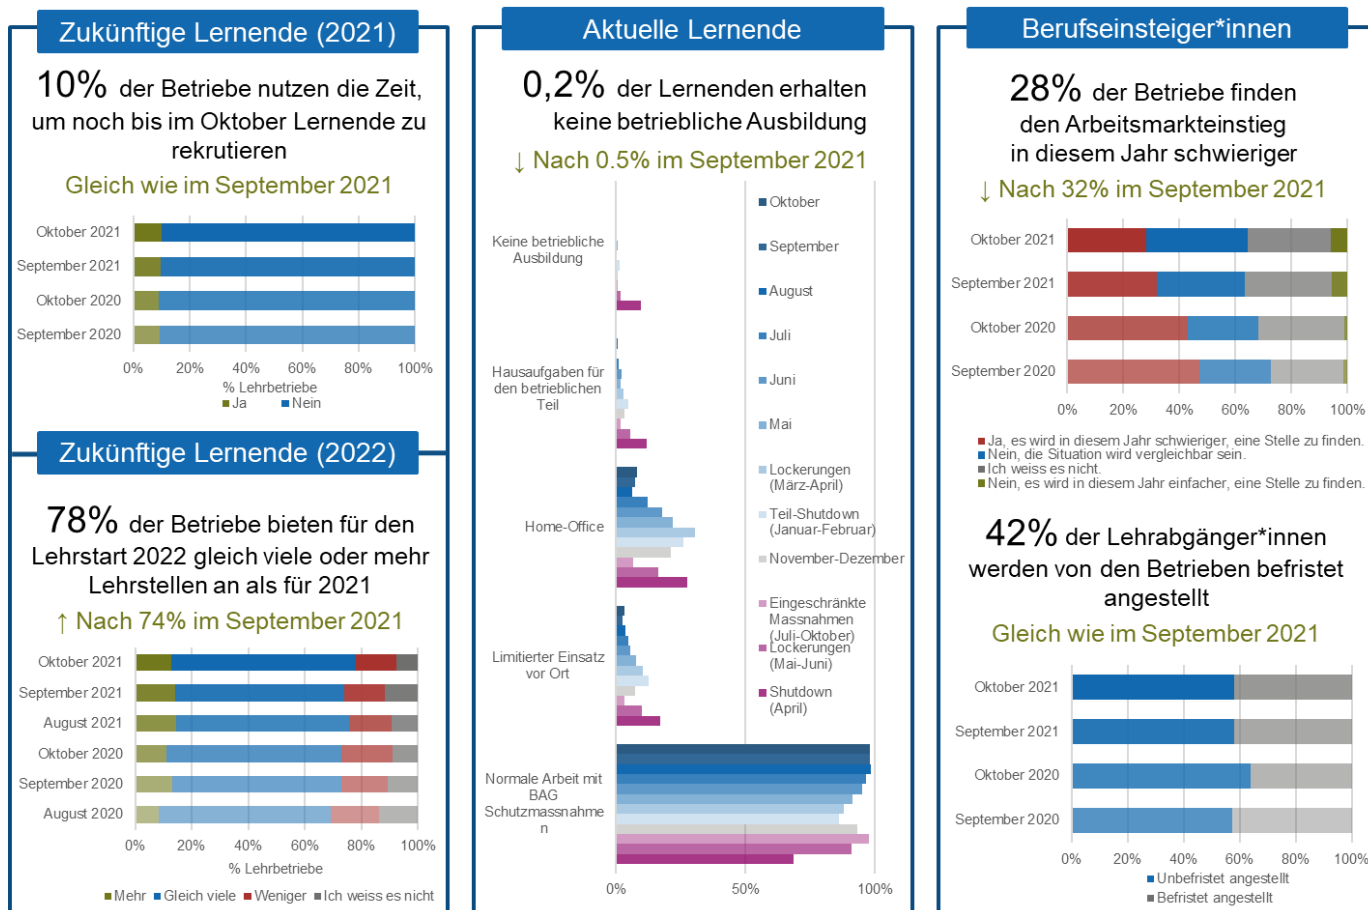 Zukünftige Lernende (2021)
10% der Betriebe nutzen die Zeit,
um noch bis im Oktober Lernende zu
rekrutieren
Gleich wie im September 2021
Oktober 2021
September 2021
Oktober 2020
September 2020
0%
20%
40%
60%
80%
100%
% Lehrbetriebe
Ja
Nein
Zukünftige Lernende (2022)
78% der Betriebe bieten für den
Lehrstart 2022 gleich viele oder mehr
Lehrstellen an als für 2021
↑ Nach 74% im September 2021
Oktober 2021
September 2021
August 2021
Oktober 2020
September 2020
August 2020
0%
20%
40%
60%
80%
100%
% Lehrbetriebe
Mehr
Gleich viele
Weniger
Ich weiss es nicht
Aktuelle Lernende
0,2% der Lernenden erhalten
keine betriebliche Ausbildung
↓ Nach 0.5% im September 2021
Keine betriebliche
Ausbildung
Hausaufgaben für
den betrieblichen
Teil
Home-Office
Limitierter Einsatz
vor Ort
Normale Arbeit mit
BAG
Schutzmassnahme
n
0%
50%
100%
Oktober
September
August
Juli
Juni
Mai
Lockerungen
(März-April)
Teil-Shutdown
(Januar-Februar)
November-Dezember
Eingeschränkte
Massnahmen
(Juli-Oktober)
Lockerungen
(Mai-Juni)
Shutdown
(April)
Berufseinsteiger*innen
28% der Betriebe finden
den Arbeitsmarkteinstieg
in diesem Jahr schwieriger
↓ Nach 32% im September 2021
Oktober 2021
September 2021
Oktober 2020
September 2020
0%
20%
40%
60%
80%
100%
Ja, es wird in diesem Jahr schwieriger, eine Stelle zu finden.
Nein, die Situation wird vergleichbar sein.
Ich weiss es nicht.
Nein, es wird in diesem Jahr einfacher, eine Stelle zu finden.
42% der Lehrabgänger*innen
werden von den Betrieben befristet
angestellt
Gleich wie im September 2021
Oktober 2021
September 2021
Oktober 2020
September 2020
0%
20%
40%
60%
80%
100%
Unbefristet angestellt
Befristet angestellt